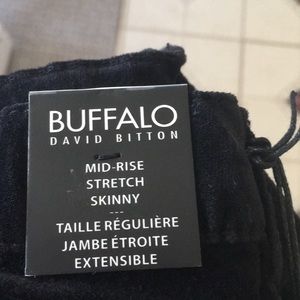 BUFFALO
DAVID BITTON
MID-RISE
STRETCH
SKINNY
---
TAILLE RÉGULIÈRE
JAMBE ÉTROITE
EXTENSIBLE